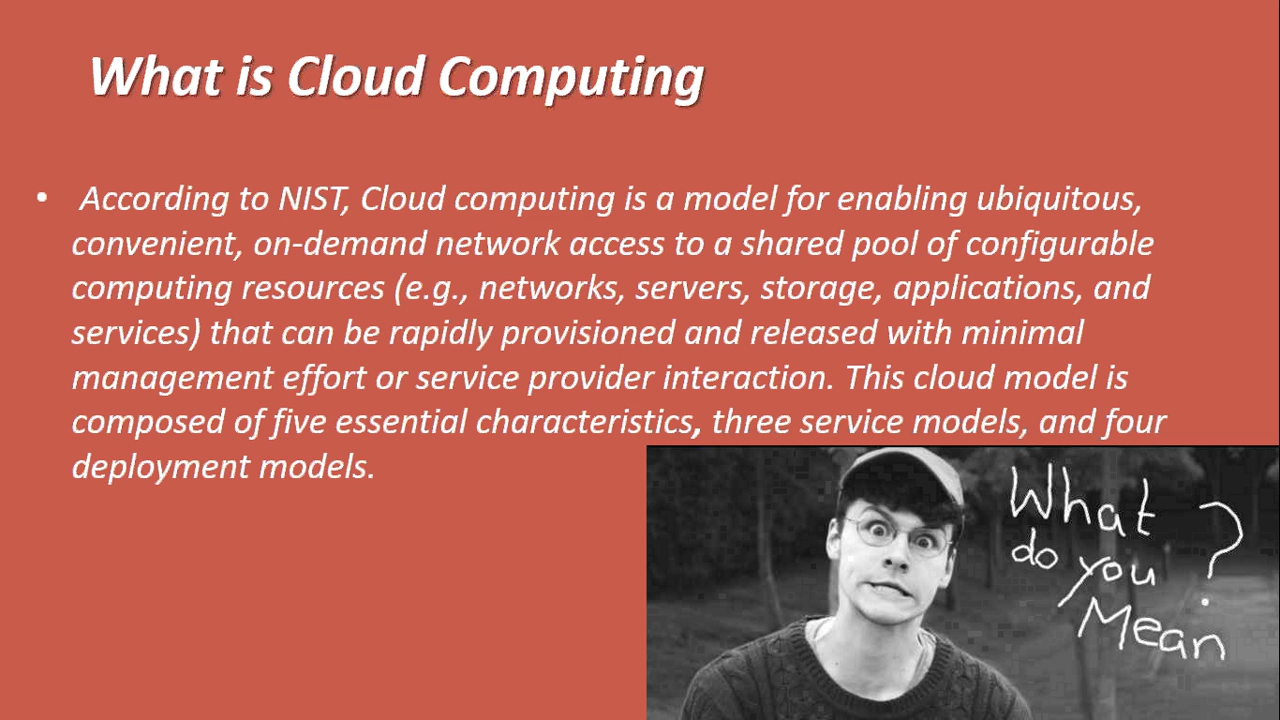 What is Cloud Computing
• According to NIST, Cloud computing is a model for enabling ubiquitous,
convenient, on-demand network access to a shared pool of configurable
computing resources (e.g., networks, servers, storage, applications, and
services) that can be rapidly provisioned and released with minimal
management effort or service provider interaction. This cloud model is
composed of five essential characteristics, three service models, and four
deployment models.
What
do you ?
Mean